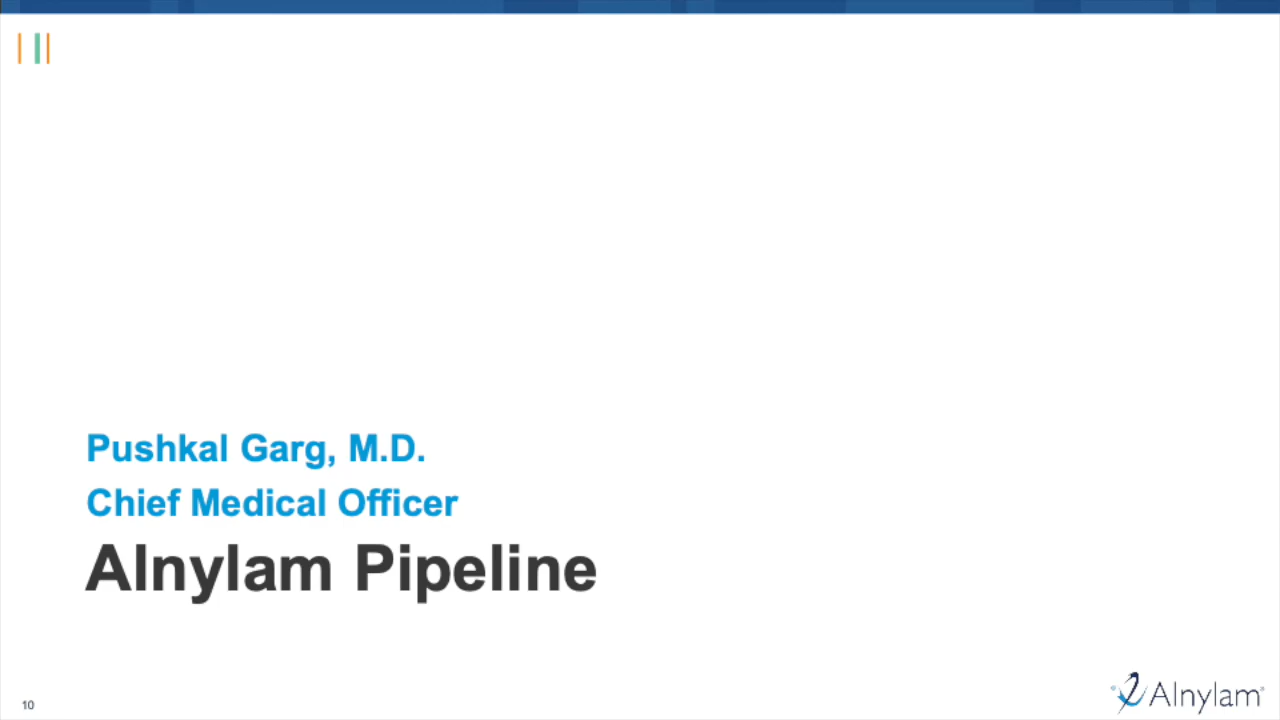 Pushkal Garg, M.D.
Chief Medical Officer
Alnylam Pipeline
10
Alnylam